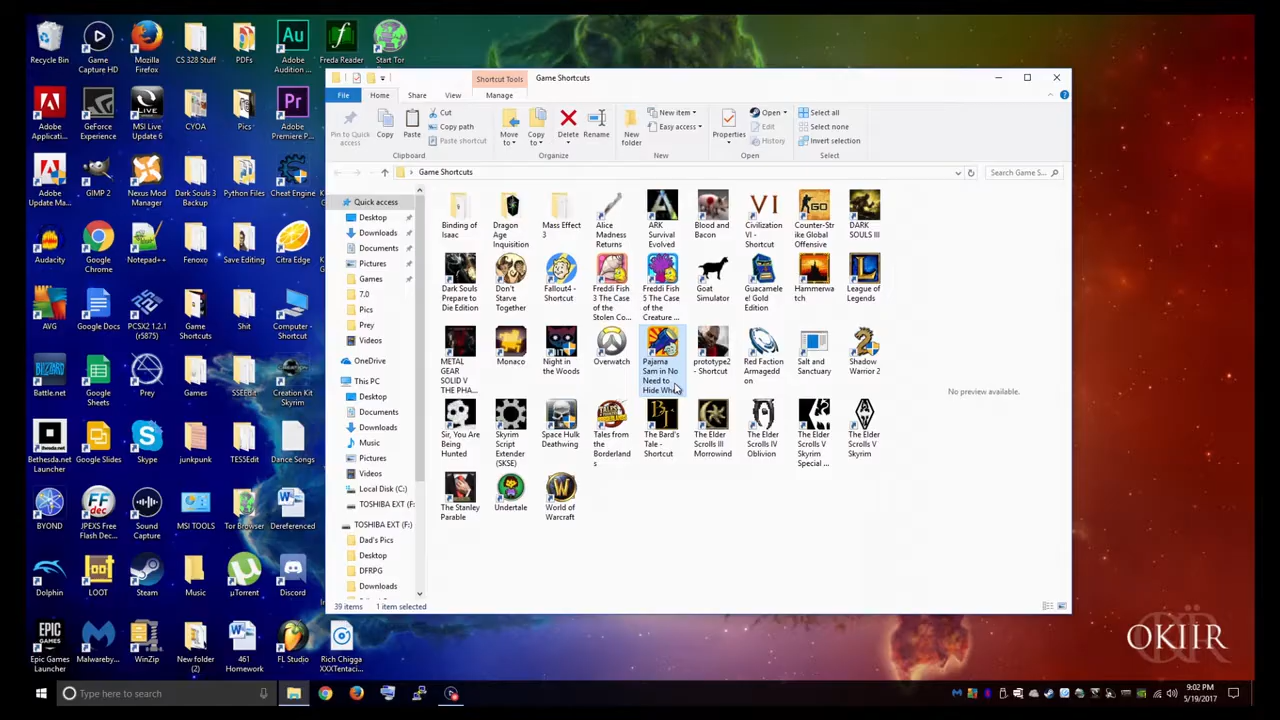 Recycle Bin
Game Capture HD
Mozilla Firefox
CS 328 Stuff
PDFs
Adobe Audition ...
Freda Reader
Start Tor
Adobe Applicati...
GeForce Experience
MSI Live Update 6
CYOA
Pics
Adobe Premiere P...
Adobe Update Ma...
GIMP 2
Nexus Mod Manager
Dark Souls 3 Backup
Python Files
Cheat Engine
Audacity
Google Chrome
Notepad++
Fenoxo
Save Editing
Citra Edge
AVG
Google Docs
PCSX2 1.2.1 (r5875)
Game Shortcuts
Shit
Computer - Shortcut
Battle.net
Google Sheets
Prey
GAYBOYS
SSEEdit
Creation Kit Skyrim
Bethesda.net Launcher
Google Slides
Skype
junkpunk
TES5Edit
Dance Songs
BYOND
JPEXS Free Flash Dec...
Sound Capture
MSI TOOLS
Tor Browser
Dereferenced
Dolphin
LOOT
Steam
Music
µTorrent
Discord
Epic Games Launcher
Malwareby...
WinZip
New folder (2)
461 Homework
FL Studio
Rich Chigga XXXTentaci...
Shortcut Tools
Game Shortcuts
File
Home
Share
View
Manage
Pin to Quick access
Copy
Paste
Cut
Copy path
Paste shortcut
Clipboard
Move to
Copy to
Delete
Rename
Organize
New folder
New item
Easy access
New
Properties
Open
Edit
History
Open
Select all
Select none
Invert selection
Select
Game Shortcuts
Search Game S...
Quick access
Desktop
Downloads
Documents
Pictures
Games
7.0
Pics
Prey
Videos
OneDrive
This PC
Desktop
Documents
Downloads
Music
Pictures
Videos
Local Disk (C:)
TOSHIBA EXT (F:
TOSHIBA EXT (F:)
Dad's Pics
Desktop
DFRPG
Downloads
Binding of Isaac
Dragon Age Inquisition
Mass Effect 3
Alice Madness Returns
ARK Survival Evolved
Blood and Bacon
Civilization VI - Shortcut
Counter-Strike Global Offensive
DARK SOULS III
Dark Souls Prepare to Die Edition
Don't Starve Together
Fallout4 - Shortcut
Freddi Fish 3 The Case of the Stolen Co...
Freddi Fish 5 The Case of the Creature ...
Goat Simulator
Guacamelee! Gold Edition
Hammerwatch
League of Legends
METAL GEAR SOLID V THE PHA...
Monaco
Night in the Woods
Overwatch
Pajama Sam in No Need to Hide Whe
prototype2 - Shortcut
Red Faction Armageddon
Salt and Sanctuary
Shadow Warrior 2
Sir, You Are Being Hunted
Skyrim Script Extender (SKSE)
Space Hulk Deathwing
Tales from the Borderlands
The Bard's Tale - Shortcut
The Elder Scrolls III Morrowind
The Elder Scrolls IV Oblivion
The Elder Scrolls V Skyrim Special ...
The Elder Scrolls V Skyrim
The Stanley Parable
Undertale
World of Warcraft
No preview available.
39 items
1 item selected
OKIIR
Type here to search
9:02 PM
5/19/2017